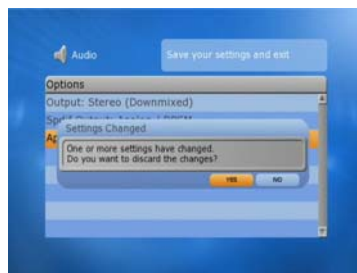 Audio
Save your settings and exit
Options
Output: Stereo (Downmixed)
Settings Changed
One or more settings have changed.
Do you want to discard the changes?
YES
NO